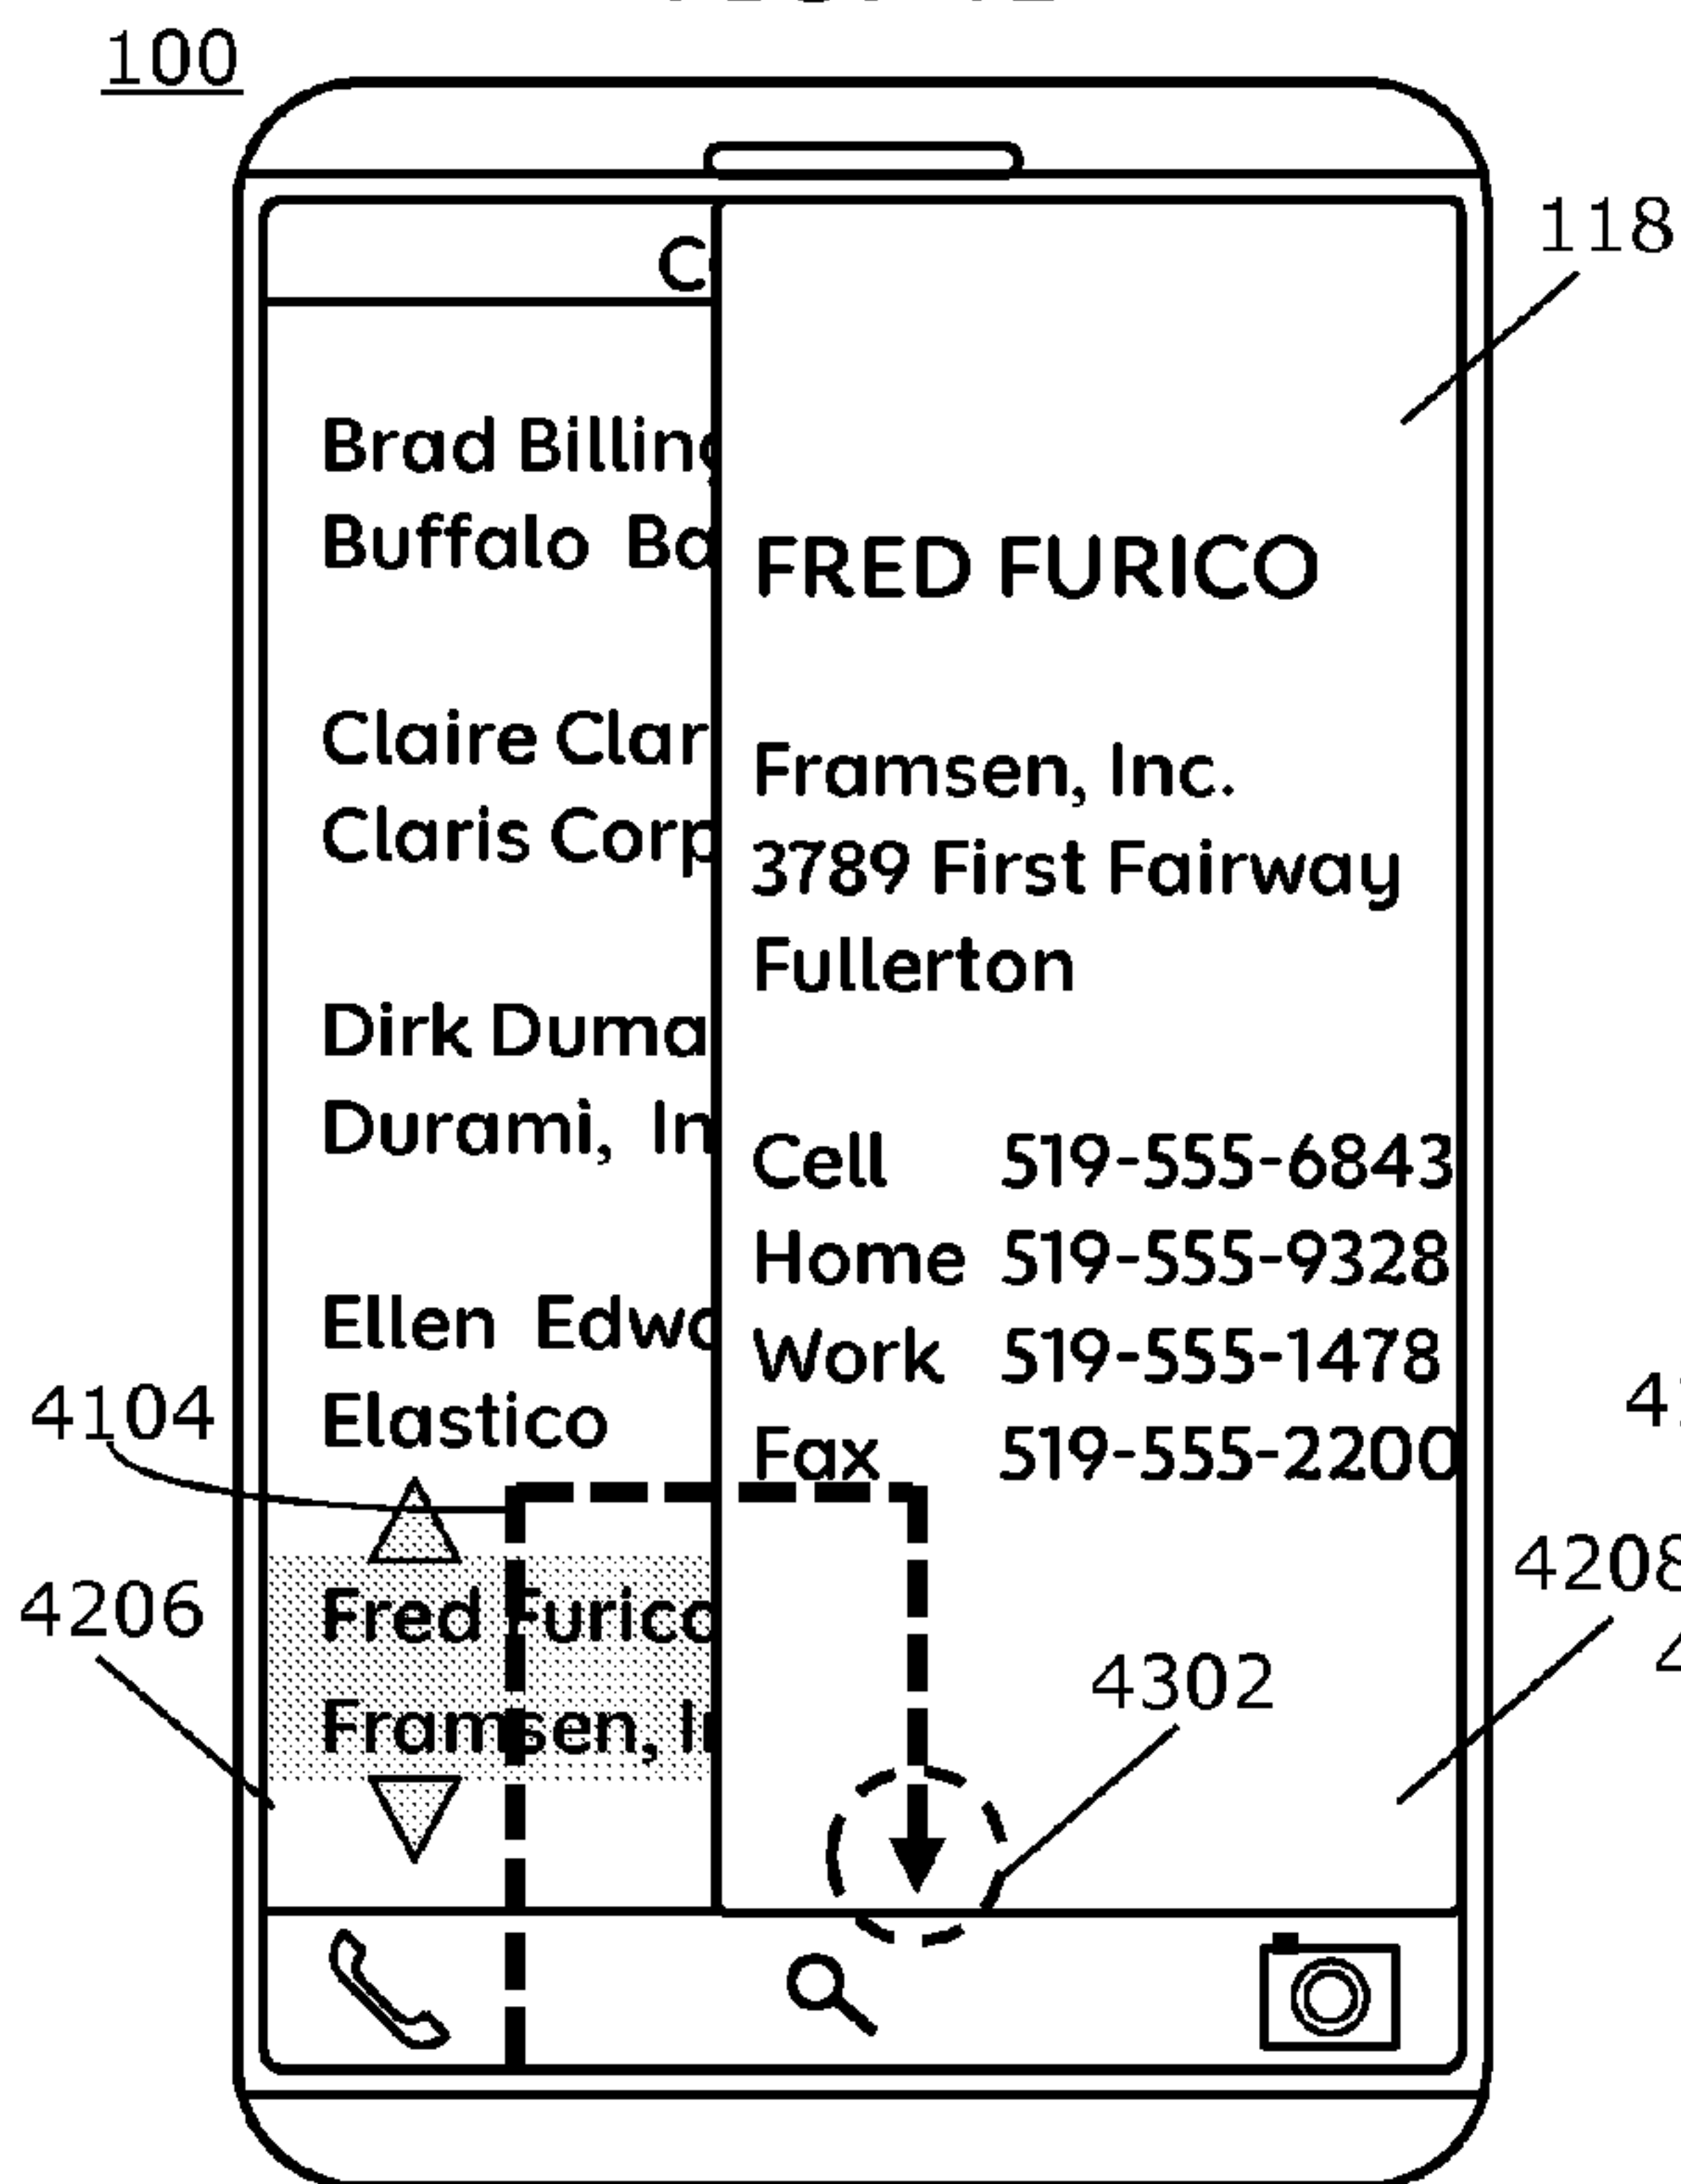 100
118
C
Brad Billing
Buffalo Ba
Claire Clar
Claris Corp
Dirk Duma
Durami, In
Ellen Edwa
Elastico
Fred Furico
Framsen, In
FRED FURICO
Framsen, Inc.
3789 First Fairway
Fullerton
Cell 519-555-6843
Home 519-555-9328
Work 519-555-1478
Fax 519-555-2200
4104
4206
4208
4302